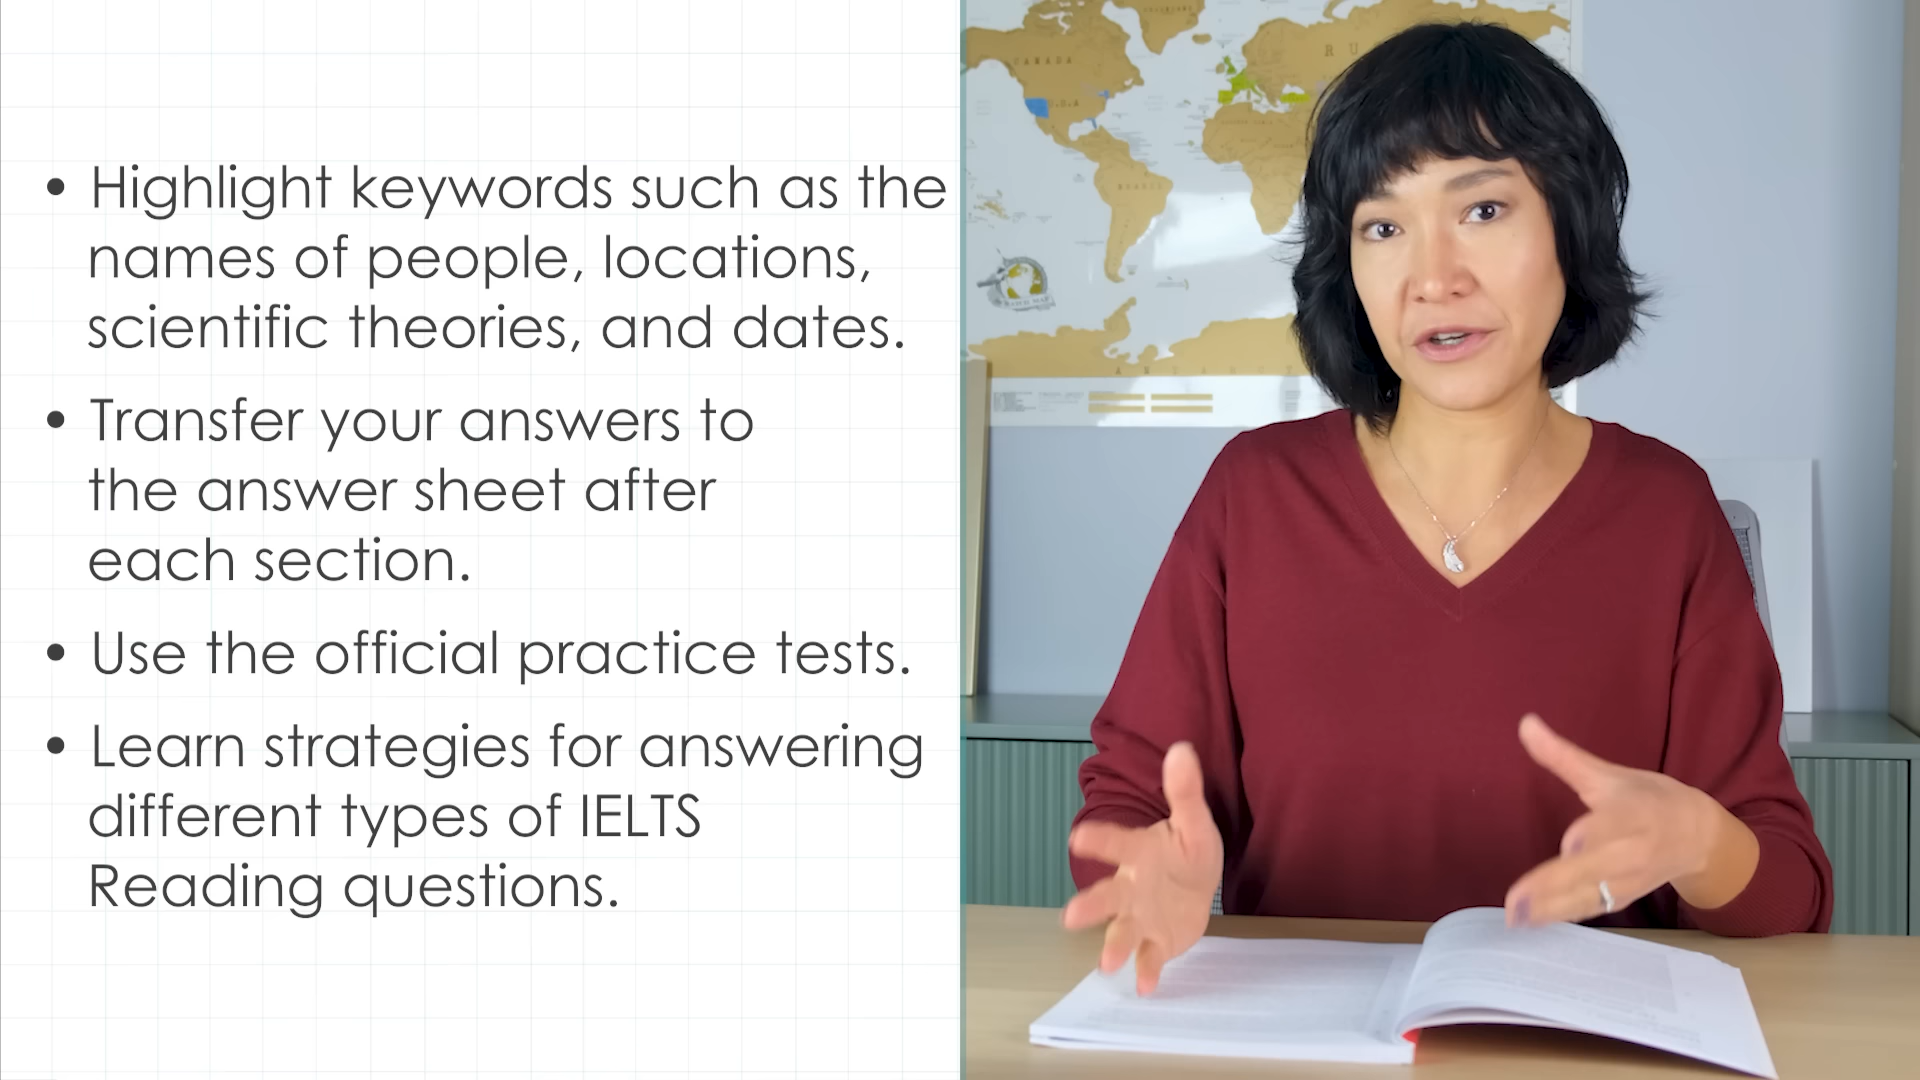 • Highlight keywords such as the
names of people, locations,
scientific theories, and dates.
• Transfer your answers to
the answer sheet after
each section.
• Use the official practice tests.
• Learn strategies for answering
different types of IELTS
Reading questions.
CANADA
U.S.A
BRASIL